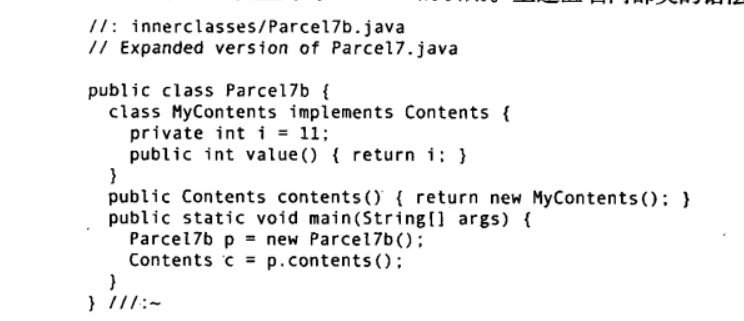 //: innerclasses/Parcel7b.java
// Expanded version of Parcel7.java
public class Parcel7b {
class MyContents implements Contents {
private int i = 11;
public int value() { return i; }
}
public Contents contents() { return new MyContents(); }
public static void main(String[] args) {
Parcel7b p = new Parcel7b();
Contents c = p.contents();
}
} ///:~